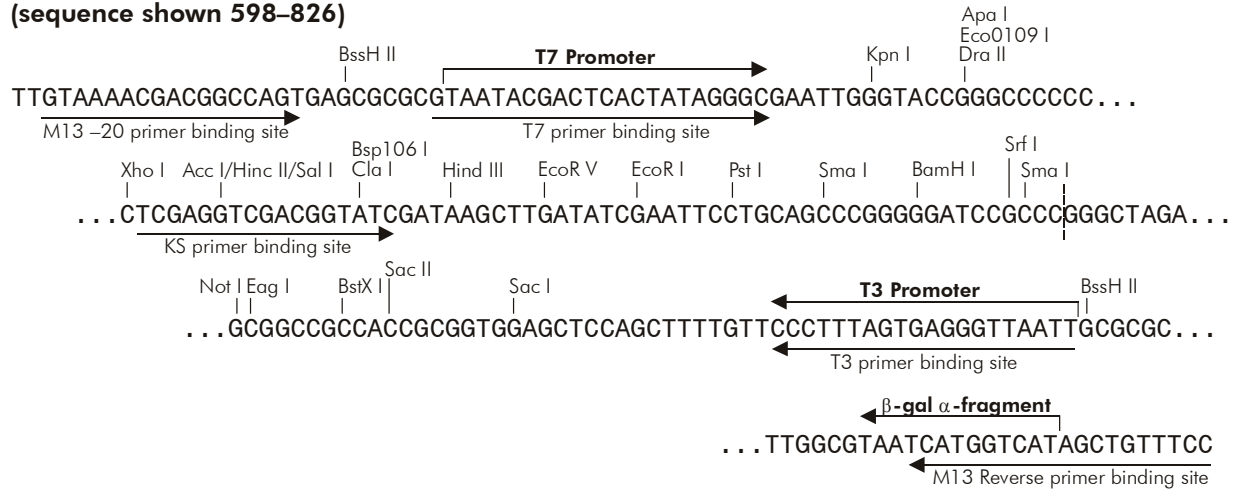 (sequence shown 598–826)
Apa I
Eco0109 I
BssH II T7 Promoter Kpn I Dra II
TTGTAAAACGACGGCCAGTGAGCGCGCGTAATACGACTCACTATAGGGCGAATTGGGTACCGGGCCCCCC...
M13 –20 primer binding site T7 primer binding site
Bsp106 I Srf I
Xho I Acc I/Hinc II/Sal I Cla I Hind III EcoR V EcoR I Pst I Sma I BamH I Sma I
...CTCGAGGTCGACGGTATCGATAAGCTTGATATCGAATTCCTGCAGCCCGGGGGATCCGCCCGGGCTAGA...
KS primer binding site
Not I Eag I BstX I Sac II Sac I T3 Promoter BssH II
...GCGGCCGCCACCGCGGTGGAGCTCCAGCTTTTGTTCCCTTTAGTGAGGGTTAATTGCGCGC...
T3 primer binding site
β-gal α-fragment
...TTGGCGTAATCATGGTCATAGCTGTTTCC
M13 Reverse primer binding site